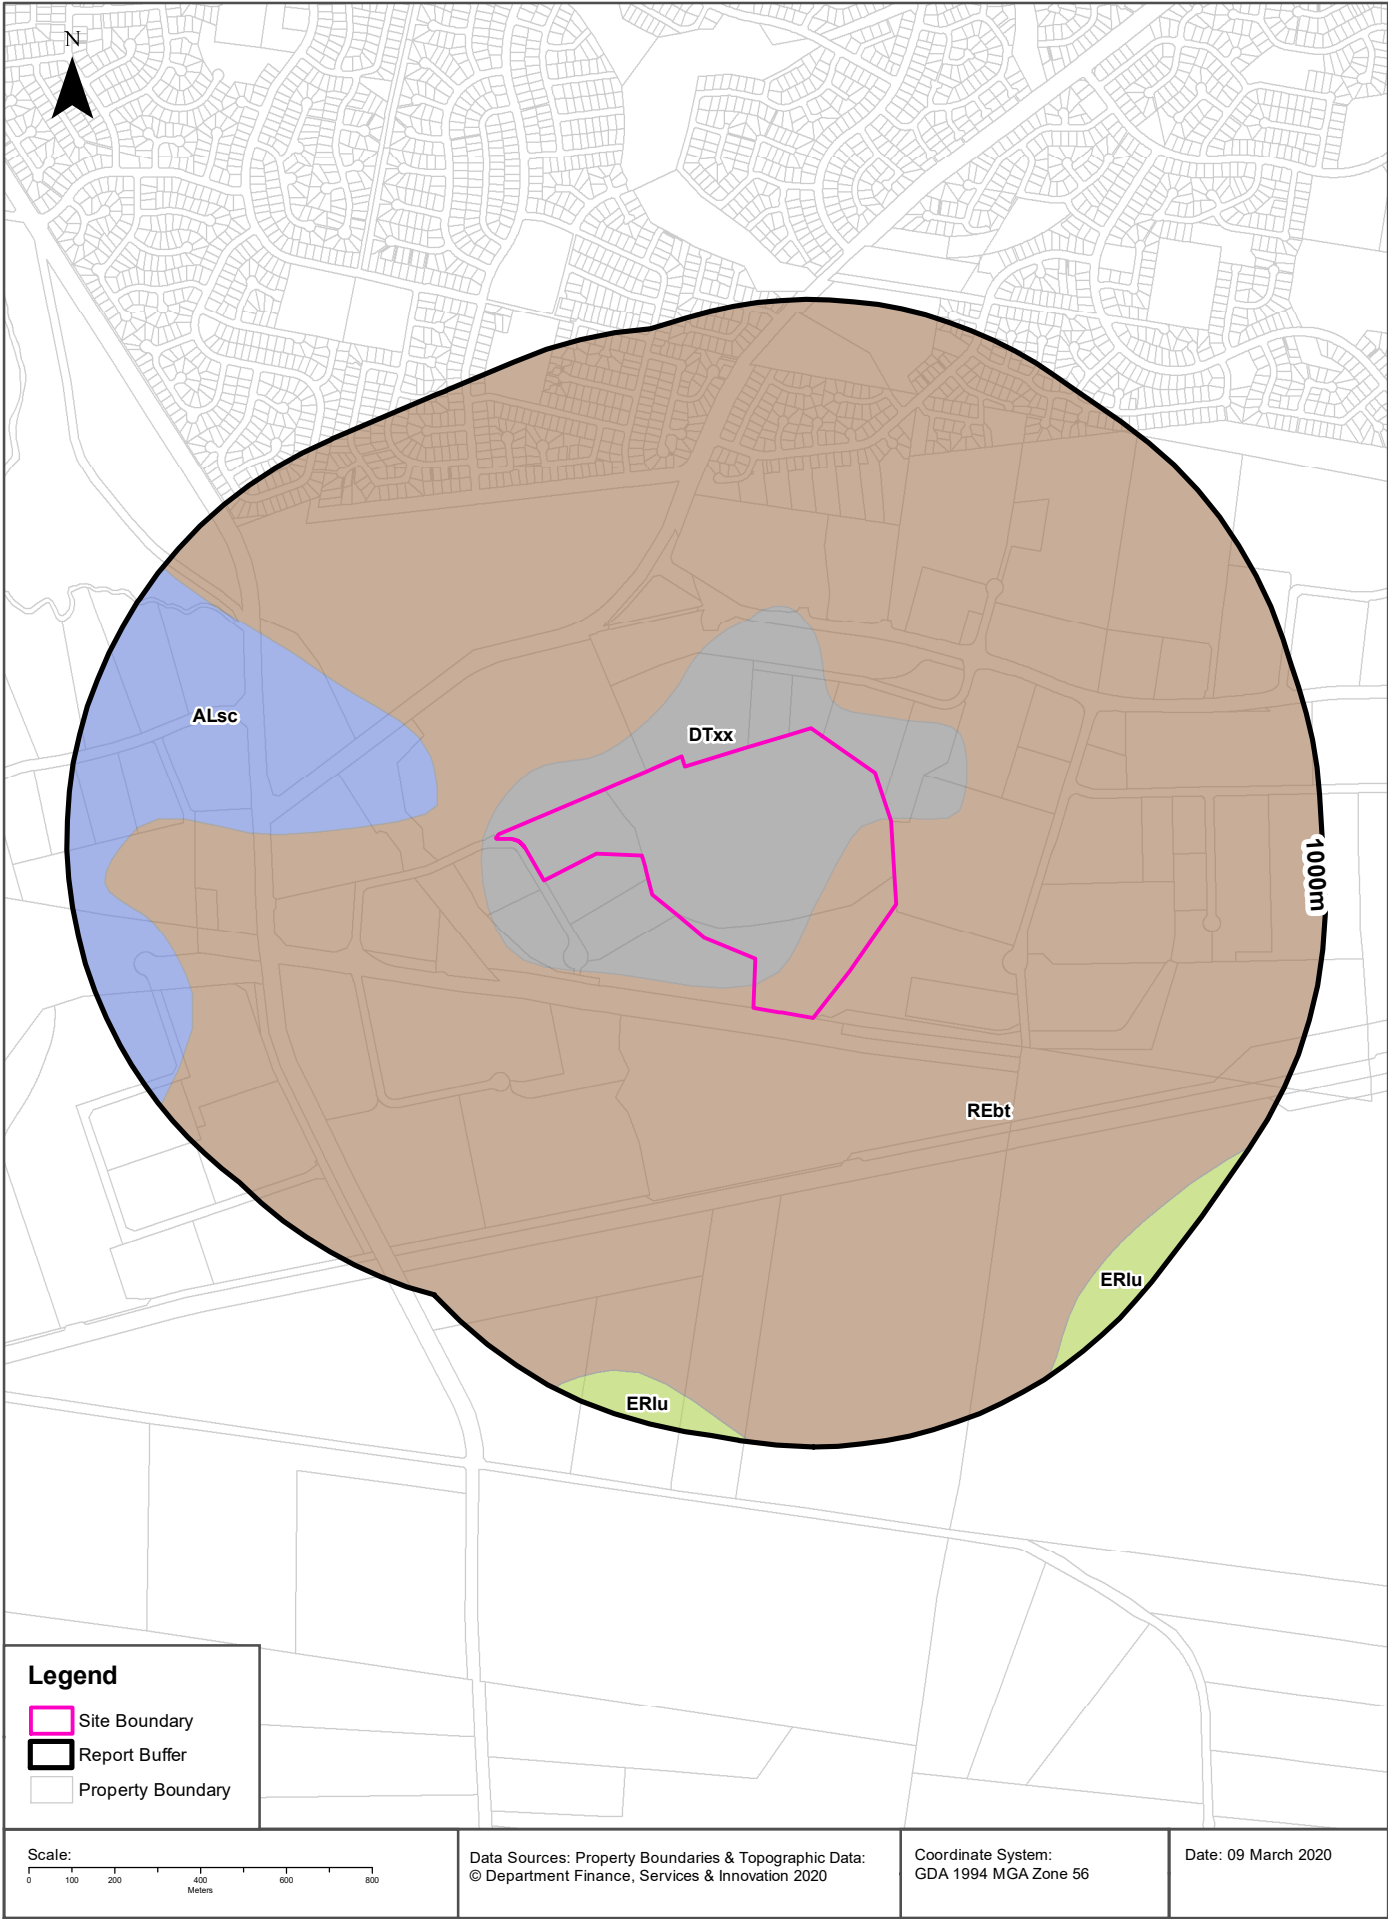 N
ALsc
DTxx
1000m
REbt
ERlu
ERlu
Legend
Site Boundary
Report Buffer
Property Boundary
Scale:
0 100 200 400 600 800
Meters
Data Sources: Property Boundaries & Topographic Data:
© Department Finance, Services & Innovation 2020
Coordinate System:
GDA 1994 MGA Zone 56
Date: 09 March 2020